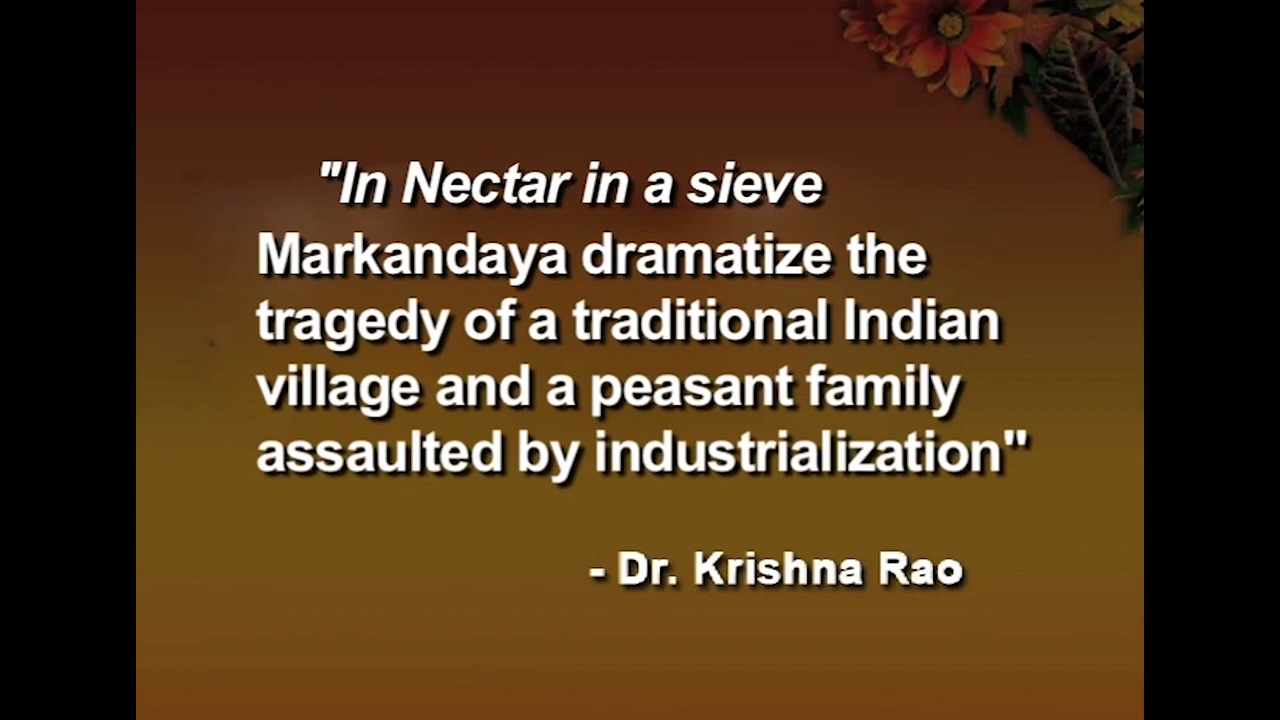 "In Nectar in a sieve
Markandaya dramatize the
tragedy of a traditional Indian
village and a peasant family
assaulted by industrialization"
- Dr. Krishna Rao